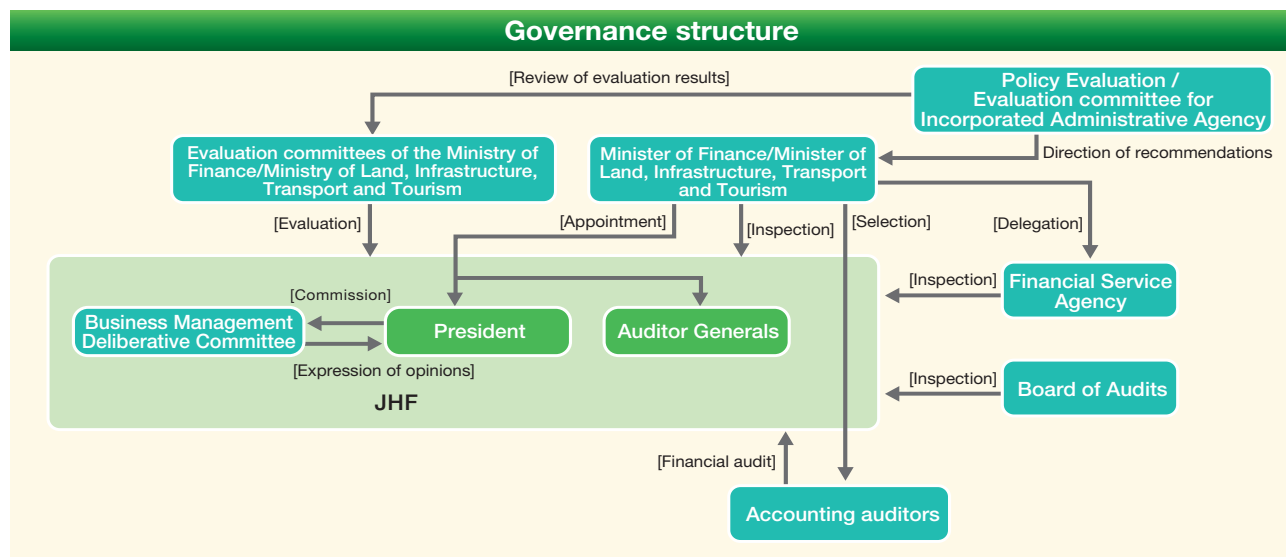 Governance structure
[Review of evaluation results]
Policy Evaluation /
Evaluation committee for
Incorporated Administrative Agency
Evaluation committees of the Ministry of
Finance/Ministry of Land, Infrastructure,
Transport and Tourism
Minister of Finance/Minister of
Land, Infrastructure, Transport
and Tourism
Direction of recommendations
[Evaluation]
[Appointment]
[Inspection]
[Selection]
[Delegation]
[Commission]
Business Management
Deliberative Committee
President
Auditor Generals
[Inspection]
Financial Service
Agency
[Expression of opinions]
JHF
[Inspection]
Board of Audits
[Financial audit]
Accounting auditors